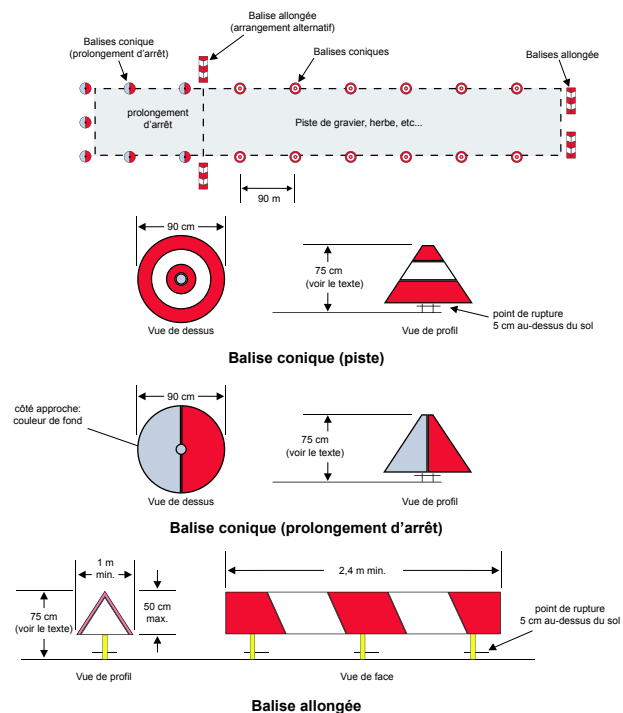 Balise allongée
(arrangement alternatif)
Balises conique
(prolongement d'arrêt)
Balises coniques
Balises allongée
prolongement
d'arrêt
Piste de gravier, herbe, etc...
90 m
90 cm
75 cm
(voir le texte)
point de rupture
5 cm au-dessus du sol
Vue de dessus
Vue de profil
Balise conique (piste)
90 cm
côté approche:
couleur de fond
75 cm
(voir le texte)
Vue de dessus
Vue de profil
Balise conique (prolongement d'arrêt)
1 m
min.
2,4 m min.
75 cm
(voir le texte)
50 cm
max.
point de rupture
5 cm au-dessus du sol
Vue de profil
Vue de face
Balise allongée